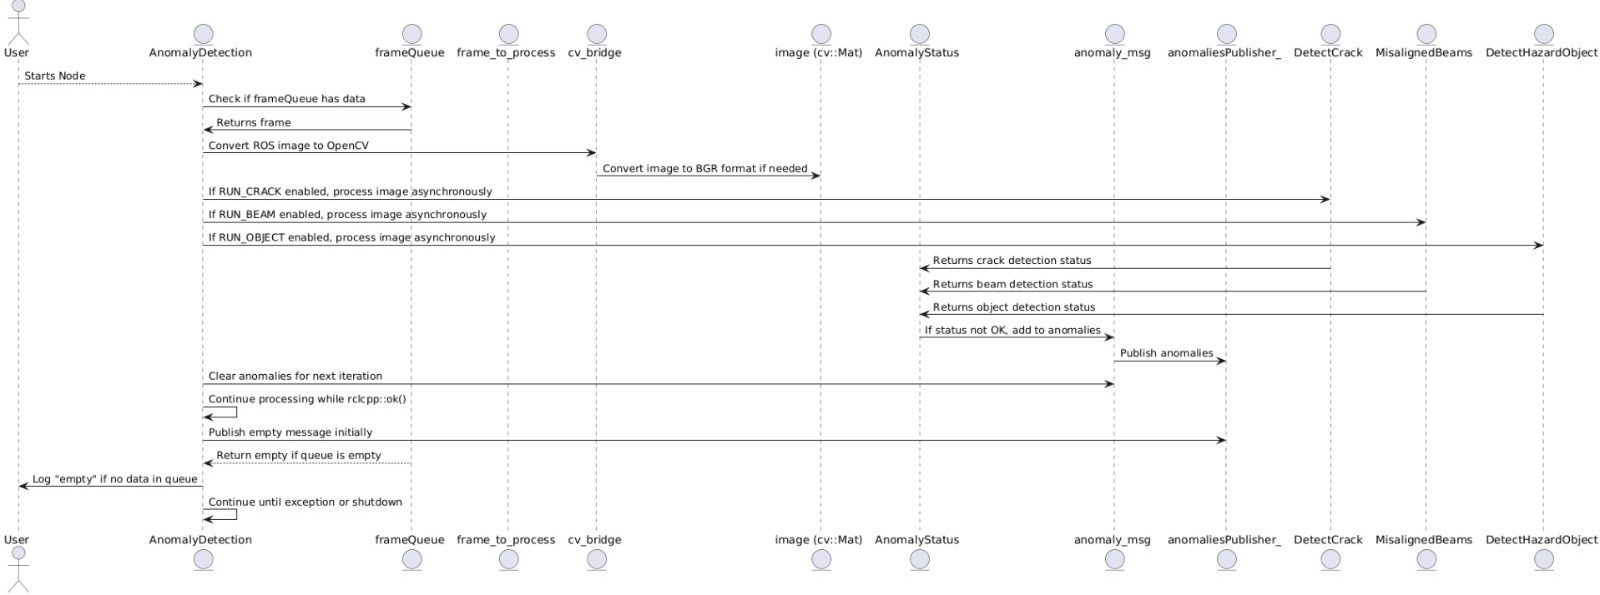 User AnomalyDetection frameQueue frame_to_process cv_bridge image (cv::Mat) AnomalyStatus anomaly_msg anomaliesPublisher_ DetectCrack MisalignedBeams DetectHazardObject
Starts Node
Check if frameQueue has data
Returns frame
Convert ROS image to OpenCV
Convert image to BGR format if needed
If RUN_CRACK enabled, process image asynchronously
If RUN_BEAM enabled, process image asynchronously
If RUN_OBJECT enabled, process image asynchronously
Returns crack detection status
Returns beam detection status
Returns object detection status
If status not OK, add to anomalies
Publish anomalies
Clear anomalies for next iteration
Continue processing while rclcpp::ok()
Publish empty message initially
Return empty if queue is empty
Log "empty" if no data in queue
Continue until exception or shutdown
User AnomalyDetection frameQueue frame_to_process cv_bridge image (cv::Mat) AnomalyStatus anomaly_msg anomaliesPublisher_ DetectCrack MisalignedBeams DetectHazardObject